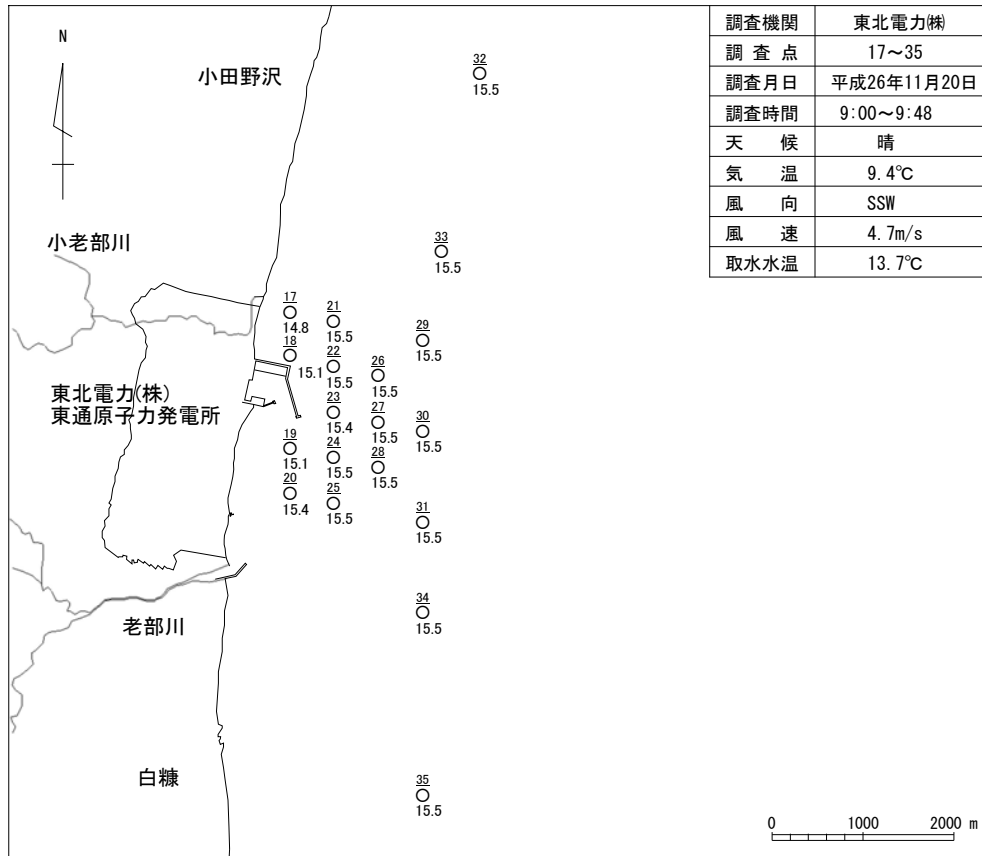 N
小田野沢
小老部川
東北電力(株)
東通原子力発電所
老部川
白糠
32
15.5
33
15.5
17
14.8
21
15.5
29
15.5
18
15.1
22
15.5
26
15.5
23
15.4
27
15.5
30
15.5
19
15.1
24
15.5
28
15.5
20
15.4
25
15.5
31
15.5
34
15.5
35
15.5
調査機関 東北電力㈱
調査点 17～35
調査月日 平成26年11月20日
調査時間 9:00～9:48
天候 晴
気温 9.4℃
風向 SSW
風速 4.7m/s
取水水温 13.7℃
0 1000 2000 m